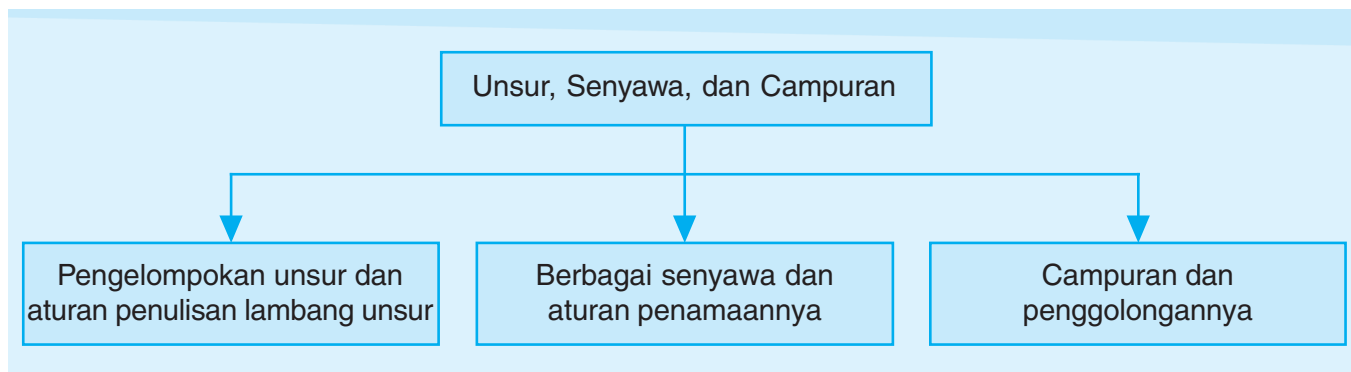 Unsur, Senyawa, dan Campuran
Pengelompokan unsur dan
aturan penulisan lambang unsur
Berbagai senyawa dan
aturan penamaannya
Campuran dan
penggolongannya